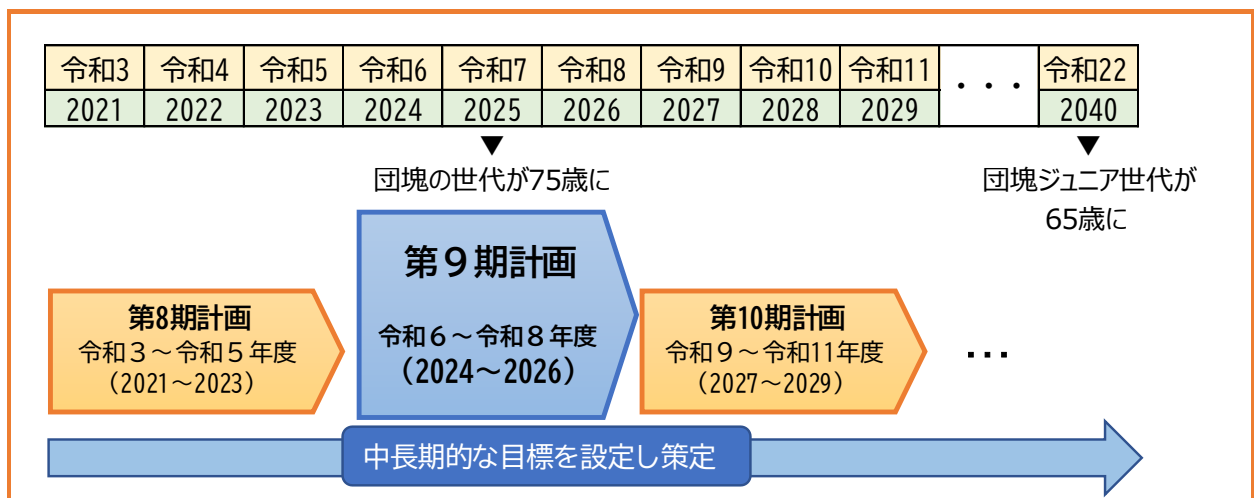 令和3 令和4 令和5 令和6 令和7 令和8 令和9 令和10 令和11 ・・・ 令和22
2021 2022 2023 2024 2025 2026 2027 2028 2029 2040
▼ ▼
団塊の世代が75歳に 団塊ジュニア世代が
65歳に
第９期計画
令和６～令和８年度
（2024～2026）
第8期計画
令和３～令和５年度
（2021～2023）
第10期計画
令和９～令和11年度
（2027～2029）
…
中長期的な目標を設定し策定